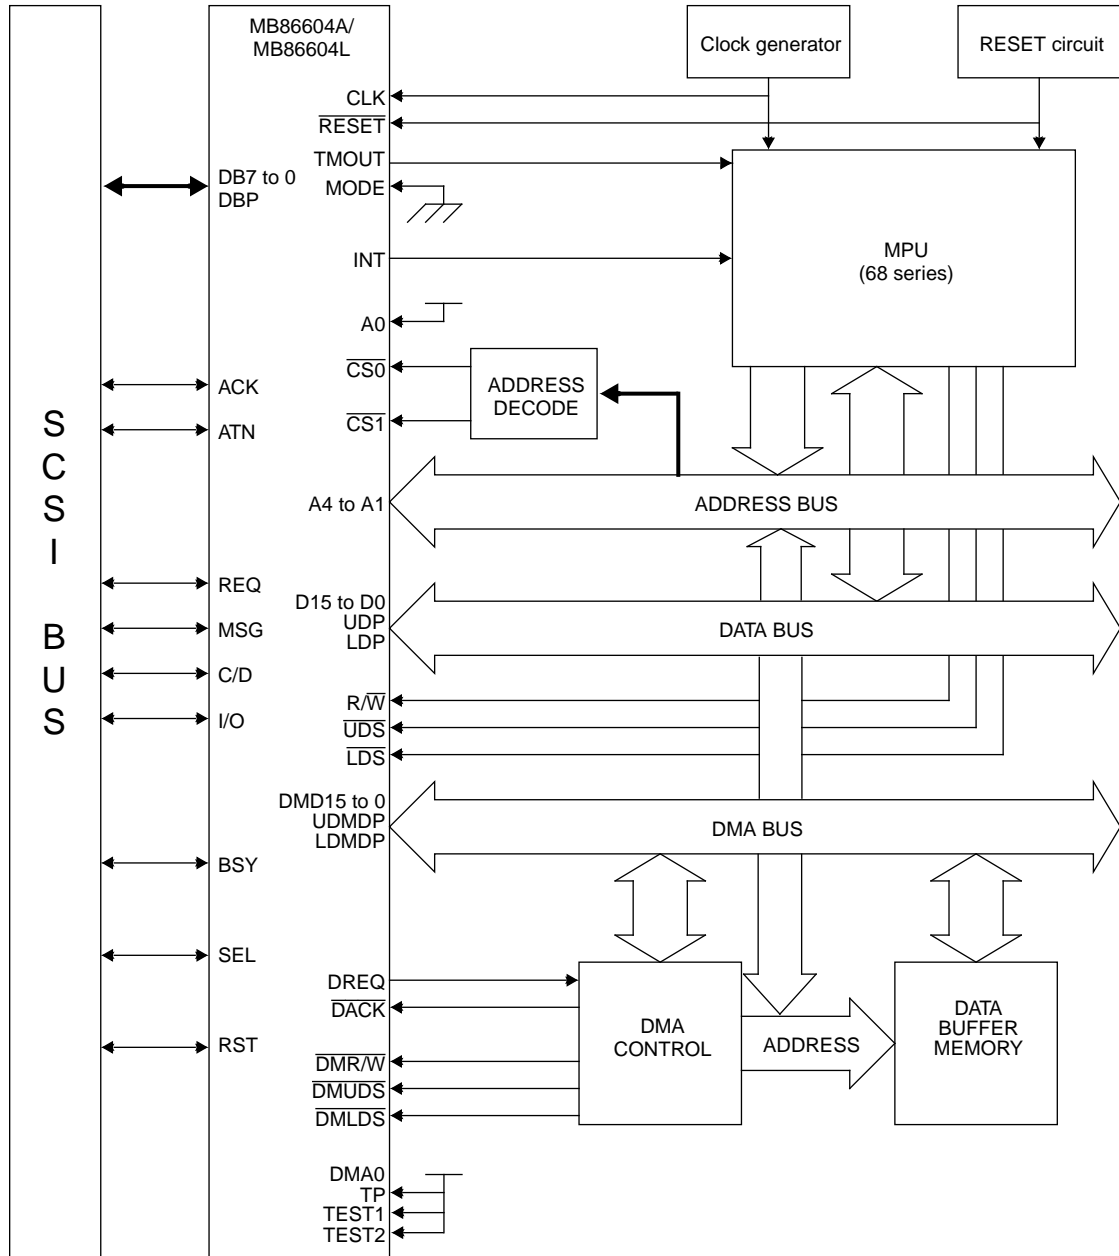 MB86604A/
MB86604L
Clock generator
RESET circuit
CLK
RESET
TMOUT
MODE
DB7 to 0
DBP
MPU
(68 series)
INT
A0
CS0
CS1
ADDRESS
DECODE
ACK
ATN
SCSI BUS
A4 to A1
ADDRESS BUS
REQ
MSG
C/D
I/O
D15 to D0
UDP
LDP
DATA BUS
R/W
UDS
LDS
DMD15 to 0
UDMDP
LDMDP
DMA BUS
BSY
SEL
RST
DREQ
DACK
DMR/W
DMUDS
DMLDS
DMA
CONTROL
ADDRESS
DATA
BUFFER
MEMORY
DMA0
TP
TEST1
TEST2